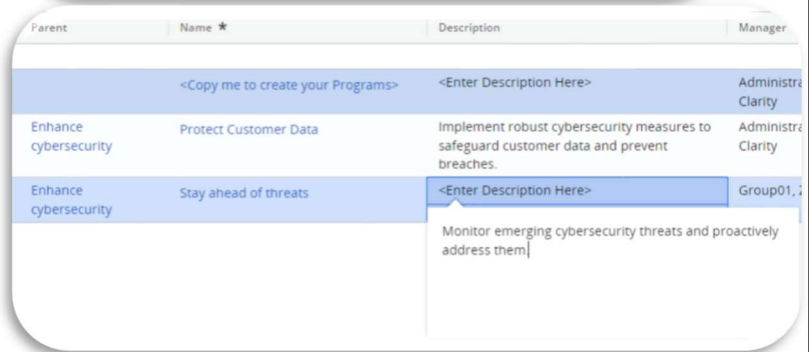 Parent Name * Description Manager
<Copy me to create your Programs> <Enter Description Here> Administra
Clarity
Enhance Protect Customer Data Implement robust cybersecurity measures to Administra
cybersecurity safeguard customer data and prevent Clarity
breaches.
Enhance Stay ahead of threats <Enter Description Here> Group01, 2
cybersecurity
Monitor emerging cybersecurity threats and proactively
address them